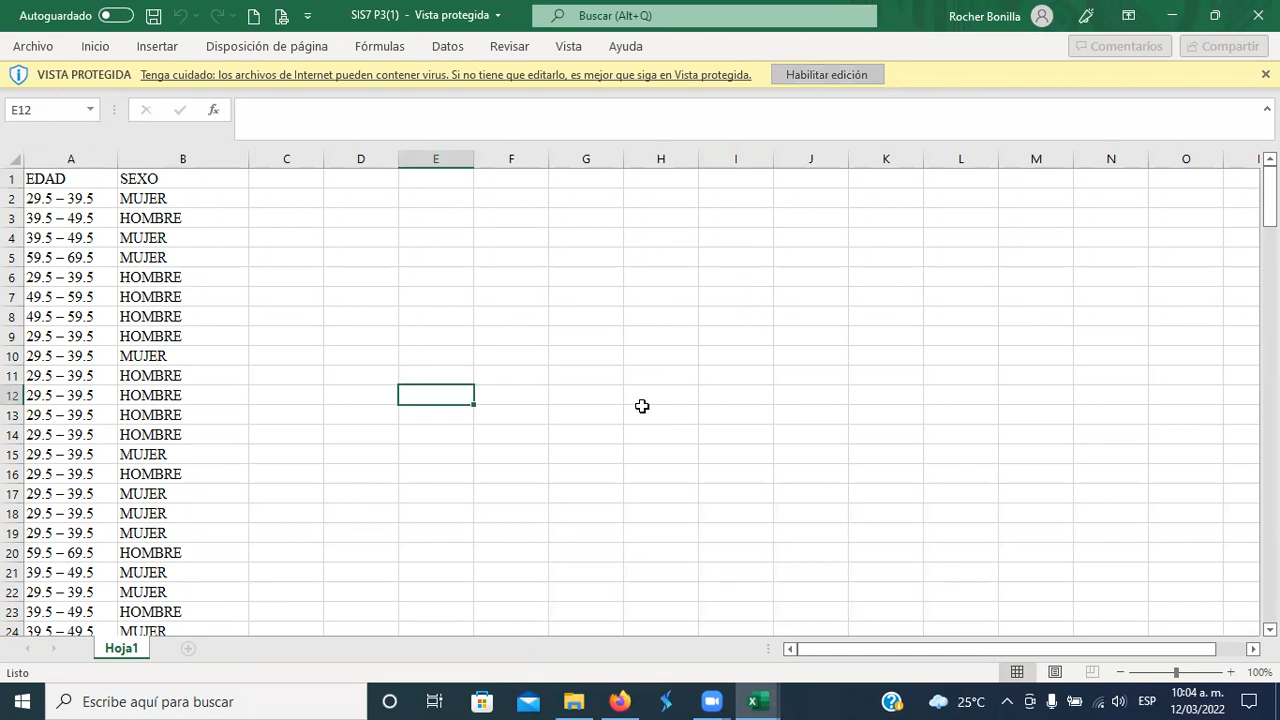 Autoguardado SIS7 P3(1) - Vista protegida Buscar (Alt+Q) Rocher Bonilla
Archivo Inicio Insertar Disposición de página Fórmulas Datos Revisar Vista Ayuda Comentarios Compartir
VISTA PROTEGIDA Tenga cuidado: los archivos de Internet pueden contener virus. Si no tiene que editarlo, es mejor que siga en Vista protegida. Habilitar edición
E12 fx
A B C D E F G H I J K L M N O
1 EDAD SEXO
2 29.5 – 39.5 MUJER
3 39.5 – 49.5 HOMBRE
4 39.5 – 49.5 MUJER
5 59.5 – 69.5 MUJER
6 29.5 – 39.5 HOMBRE
7 49.5 – 59.5 HOMBRE
8 49.5 – 59.5 HOMBRE
9 29.5 – 39.5 HOMBRE
10 29.5 – 39.5 MUJER
11 29.5 – 39.5 HOMBRE
12 29.5 – 39.5 HOMBRE
13 29.5 – 39.5 HOMBRE
14 29.5 – 39.5 HOMBRE
15 29.5 – 39.5 MUJER
16 29.5 – 39.5 HOMBRE
17 29.5 – 39.5 MUJER
18 29.5 – 39.5 MUJER
19 29.5 – 39.5 MUJER
20 59.5 – 69.5 HOMBRE
21 39.5 – 49.5 MUJER
22 29.5 – 39.5 MUJER
23 39.5 – 49.5 HOMBRE
24 39.5 – 49.5 MUJER
Hoja1
Listo 100%
Escribe aquí para buscar 25°C ESP 10:04 a. m.
12/03/2022